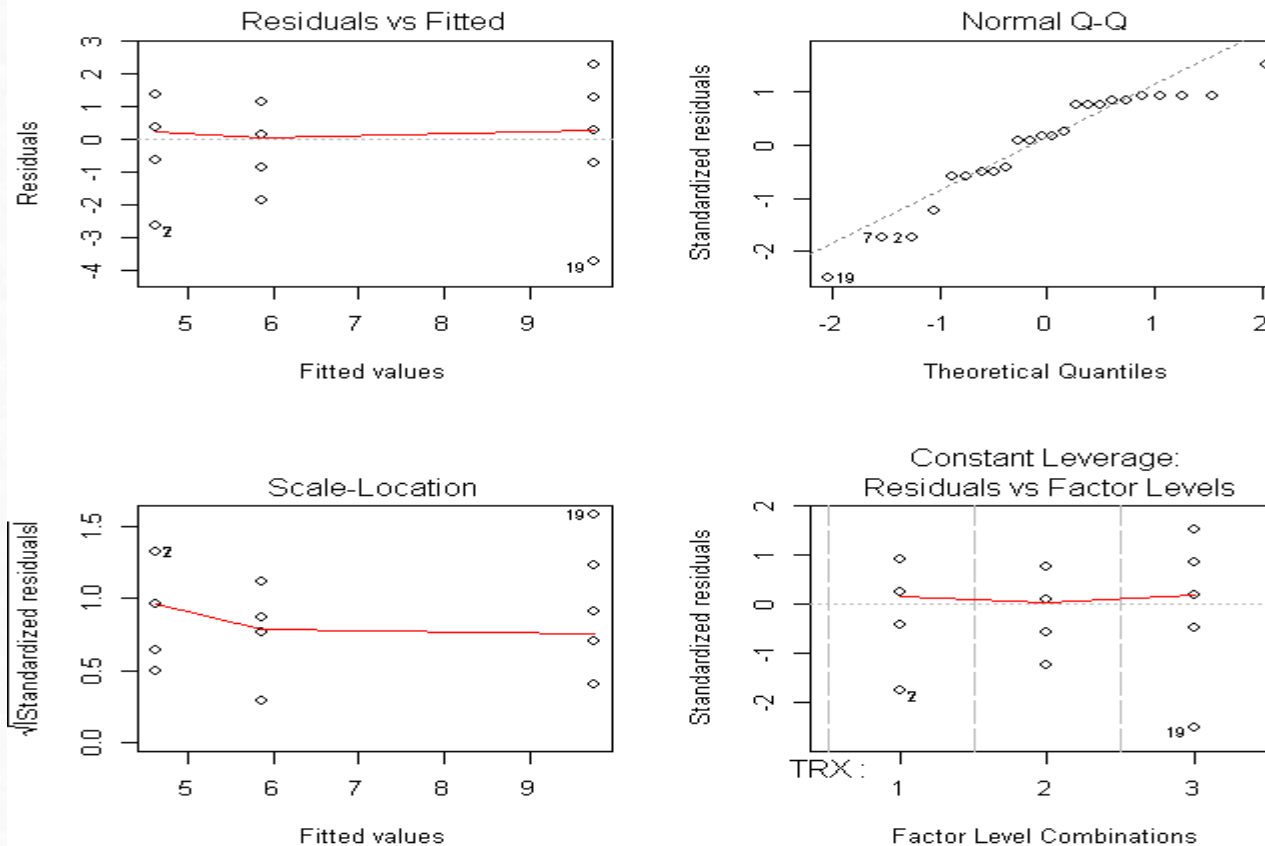 Residuals vs Fitted
3
2
1
0
-1
-2
-3
-4
Residuals
2
19
5 6 7 8 9
Fitted values
Normal Q-Q
1
0
-1
-2
Standardized residuals
7 2
19
-2 -1 0 1 2
Theoretical Quantiles
Scale-Location
1.5
1.0
0.5
0.0
√|Standardized residuals|
2
19
5 6 7 8 9
Fitted values
Constant Leverage:
Residuals vs Factor Levels
2
1
0
-1
-2
Standardized residuals
2
19
TRX :
1 2 3
Factor Level Combinations